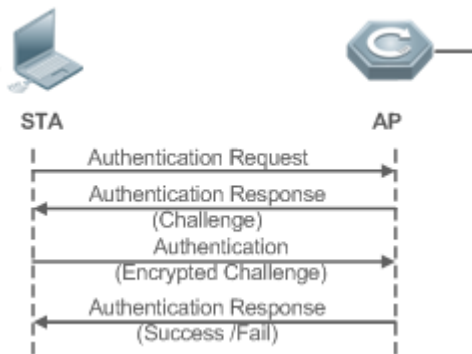 STA AP
Authentication Request
Authentication Response
(Challenge)
Authentication
(Encrypted Challenge)
Authentication Response
(Success /Fail)